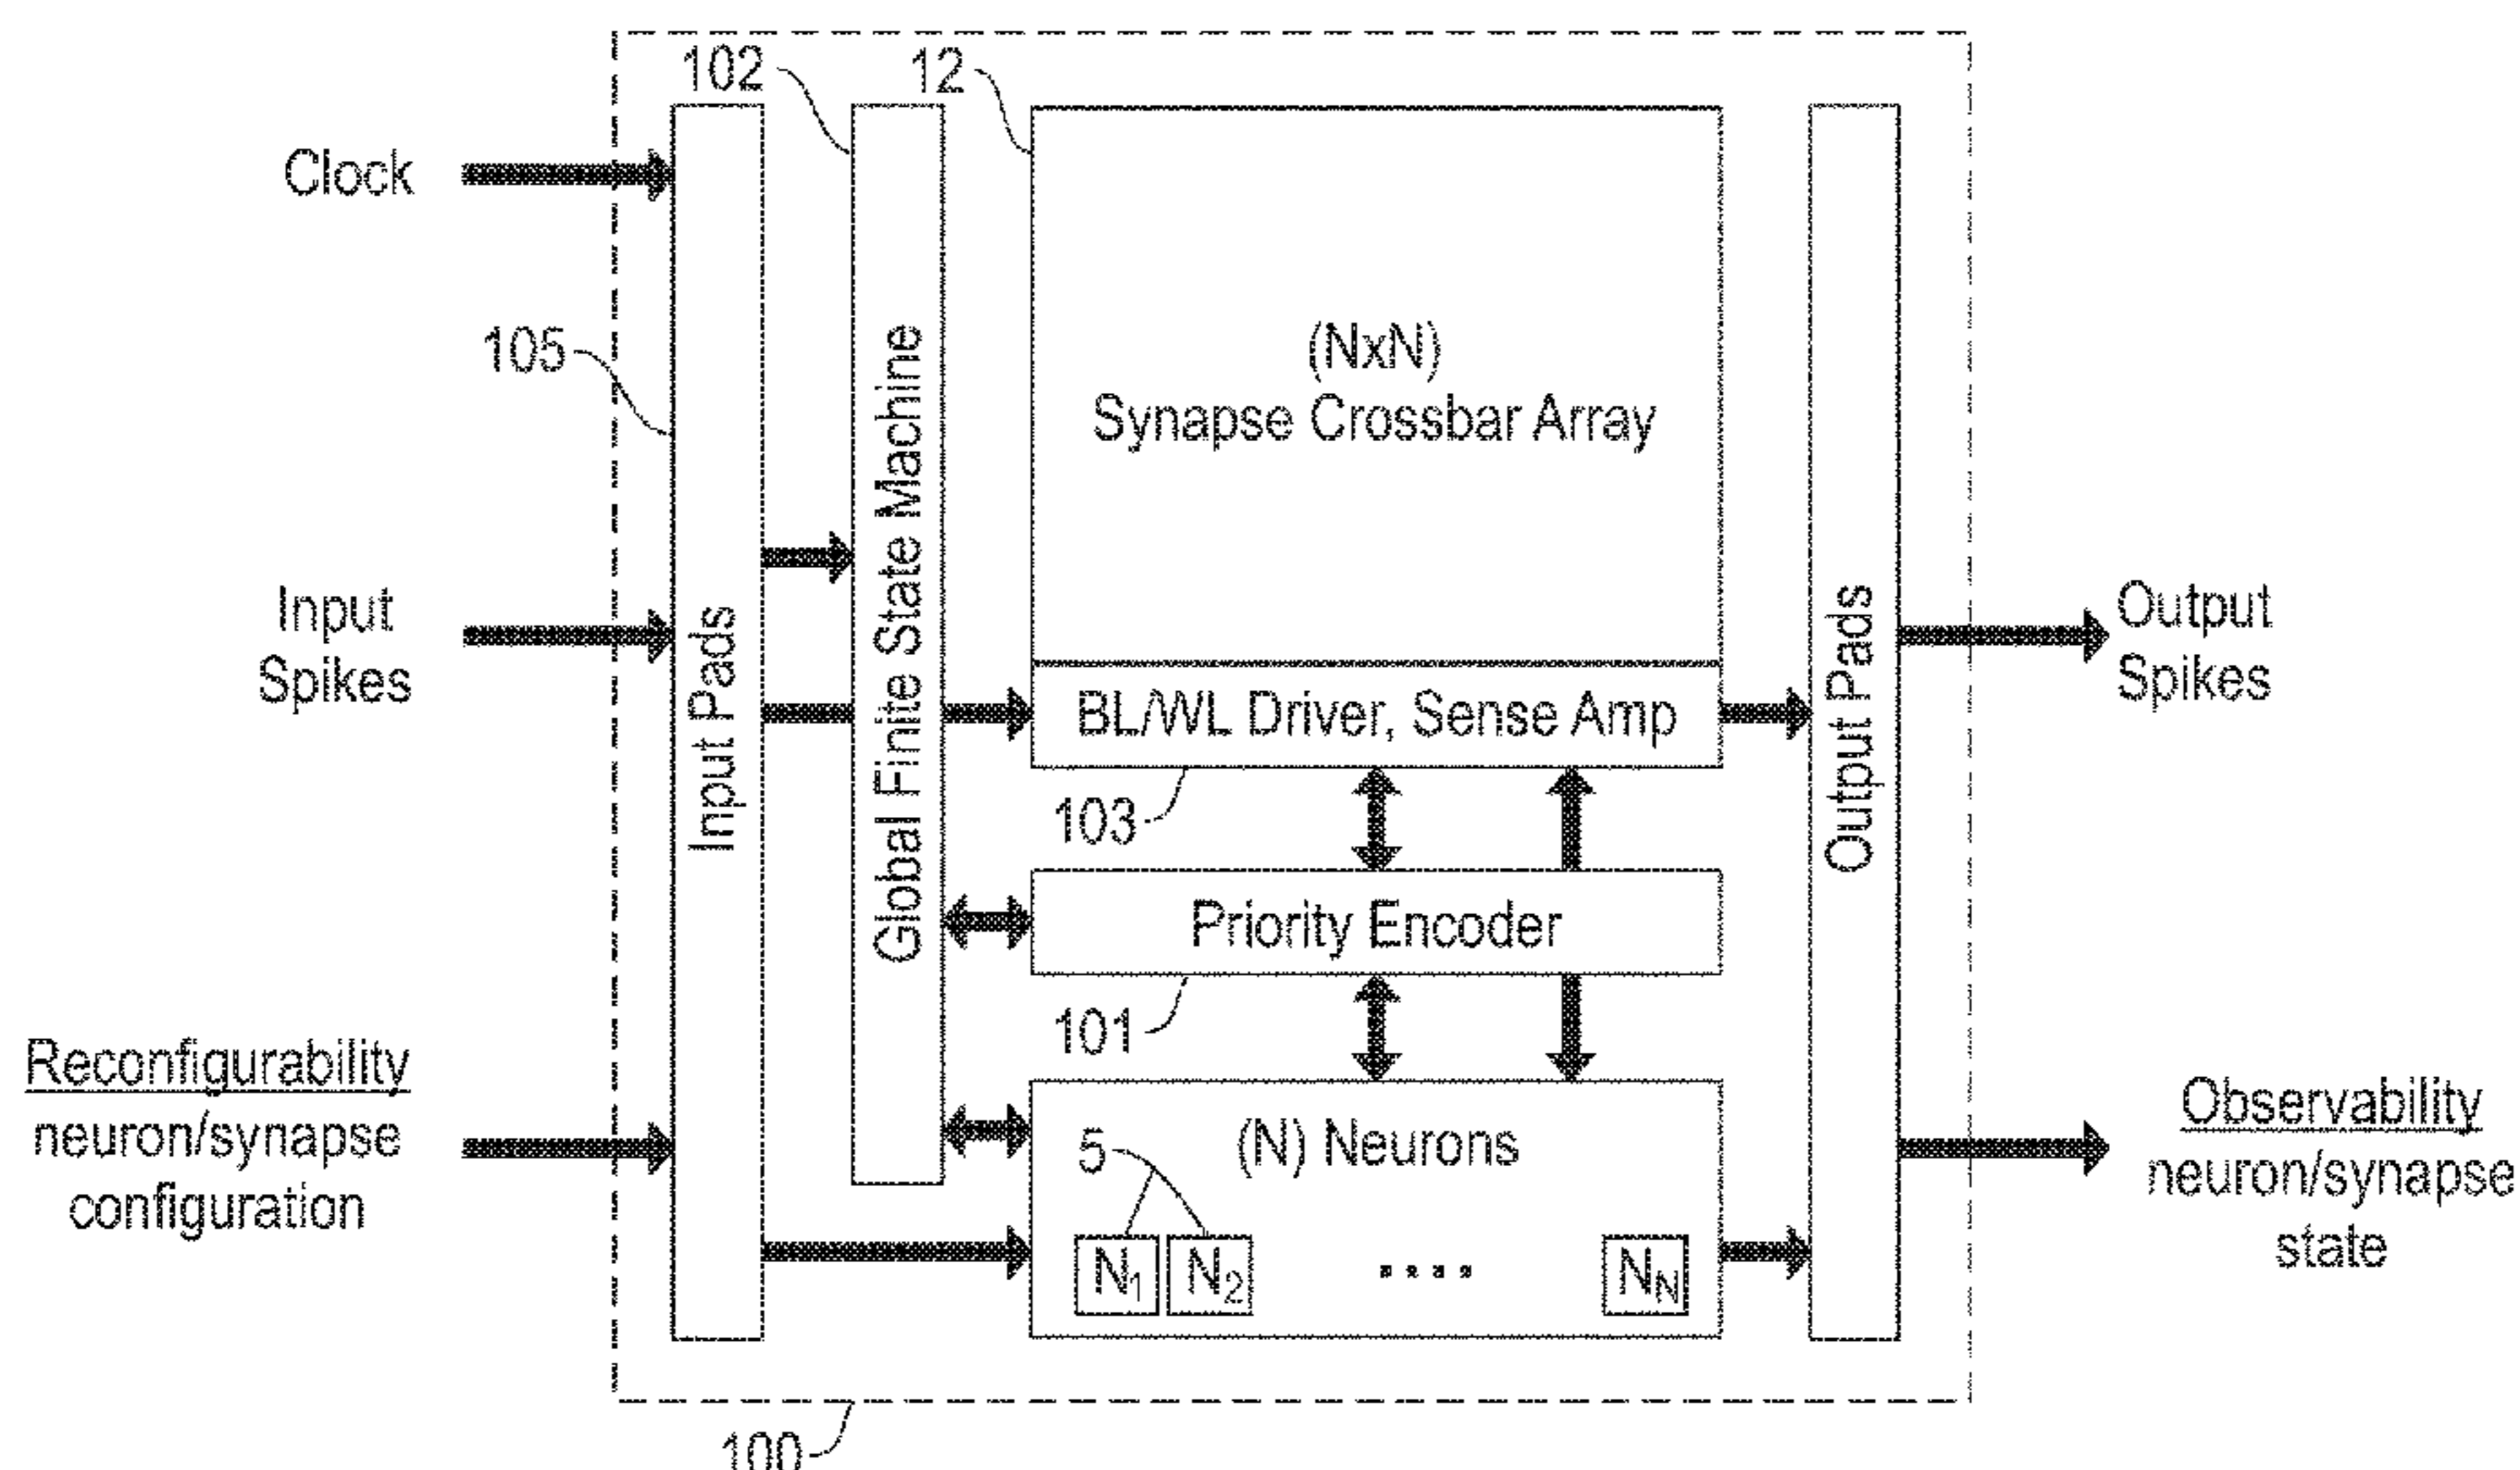 102
12
Clock
105
(NxN)
Synapse Crossbar Array
Global Finite State Machine
Input Pads
Input
Spikes
Output
Spikes
Output Pads
BL/WL Driver, Sense Amp
103
Priority Encoder
101
Reconfigurability
neuron/synapse
configuration
Observability
neuron/synapse
state
(N) Neurons
5
N1 N2 .... NN
100